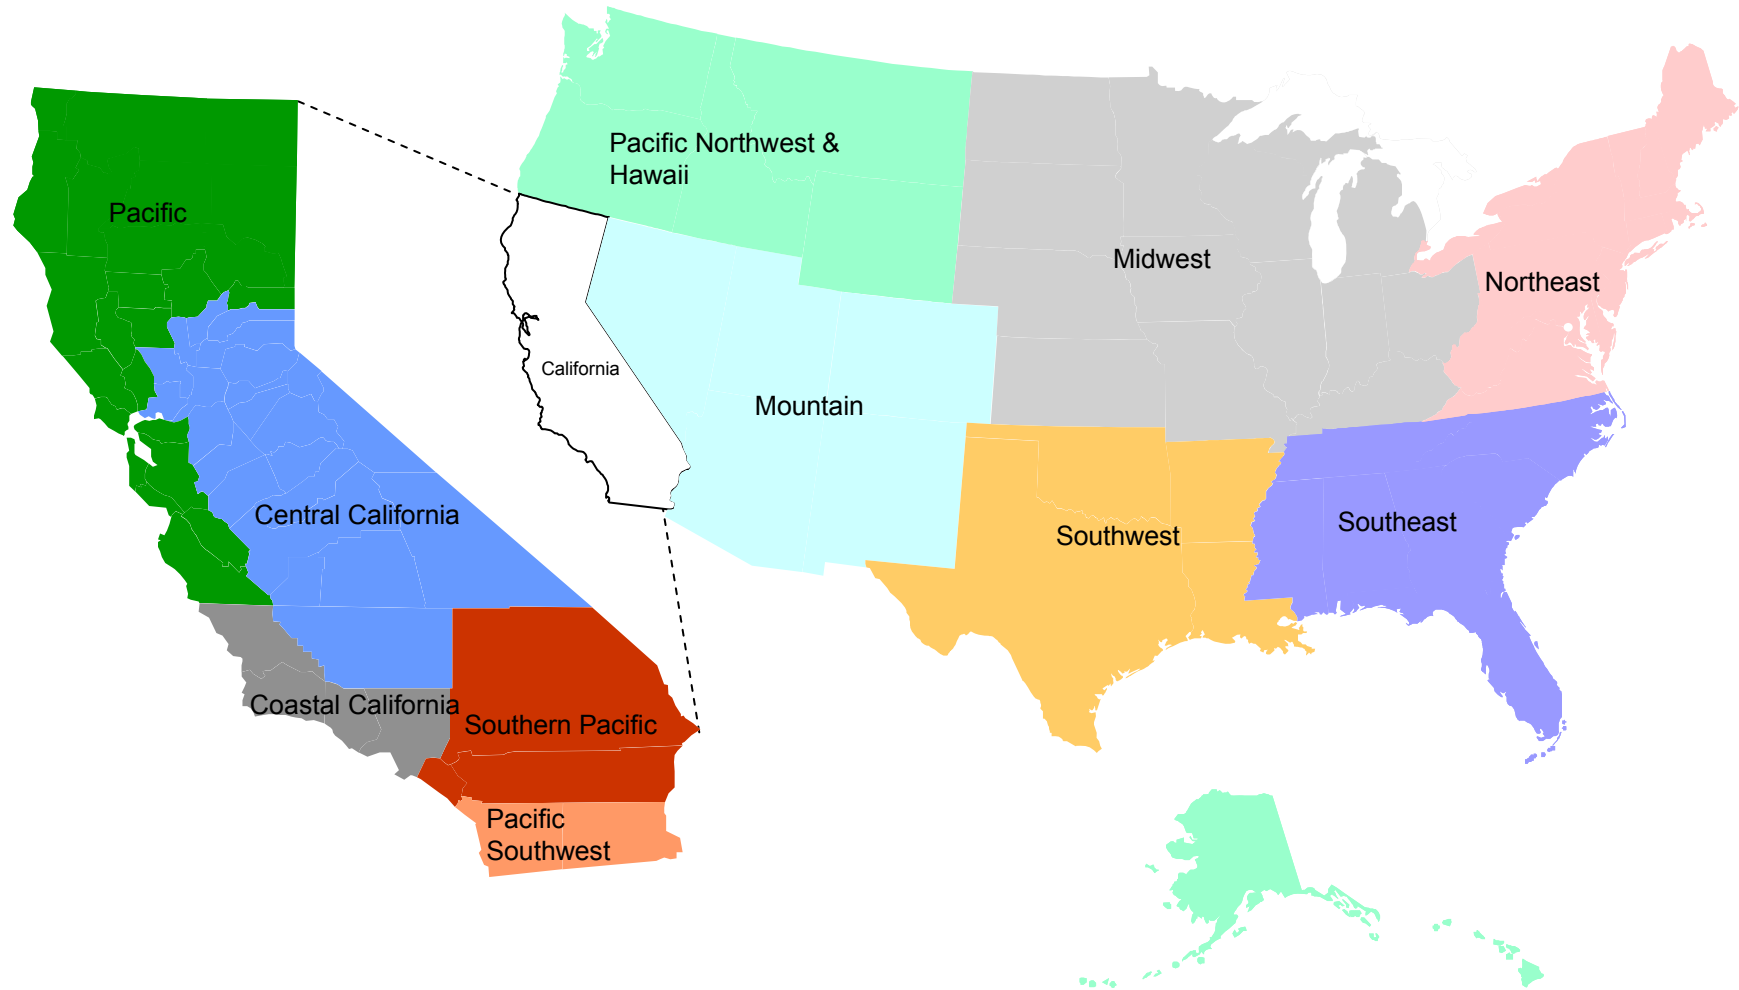 Pacific Northwest &
Hawaii
Pacific
Midwest
Northeast
California
Mountain
Central California
Southwest
Southeast
Coastal California
Southern Pacific
Pacific
Southwest